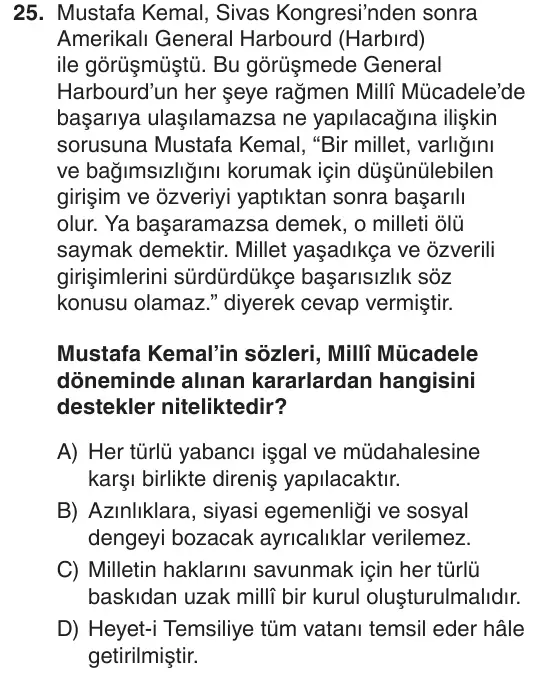 25. Mustafa Kemal, Sivas Kongresi’nden sonra
Amerikalı General Harbourd (Harbırd)
ile görüşmüştü. Bu görüşmede General
Harbourd’un her şeye rağmen Millî Mücadele’de
başarıya ulaşılamazsa ne yapılacağına ilişkin
sorusuna Mustafa Kemal, “Bir millet, varlığını
ve bağımsızlığını korumak için düşünülebilen
girişim ve özveriyi yaptıktan sonra başarılı
olur. Ya başaramazsa demek, o milleti ölü
saymak demektir. Millet yaşadıkça ve özverili
girişimlerini sürdürdükçe başarısızlık söz
konusu olamaz.” diyerek cevap vermiştir.
Mustafa Kemal’in sözleri, Millî Mücadele
döneminde alınan kararlardan hangisini
destekler niteliktedir?
A) Her türlü yabancı işgal ve müdahalesine
karşı birlikte direniş yapılacaktır.
B) Azınlıklara, siyasi egemenliği ve sosyal
dengeyi bozacak ayrıcalıklar verilemez.
C) Milletin haklarını savunmak için her türlü
baskıdan uzak millî bir kurul oluşturulmalıdır.
D) Heyet-i Temsiliye tüm vatanı temsil eder hâle
getirilmiştir.